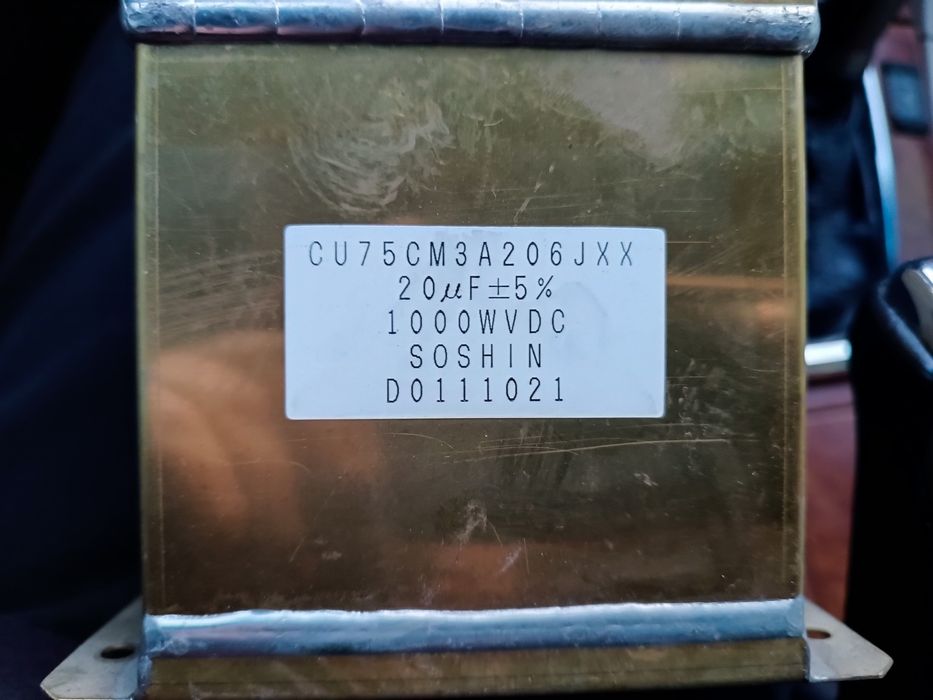 CU75CM3A206JXX
20μF±5%
1000WVDC
SOSHIN
D0111021